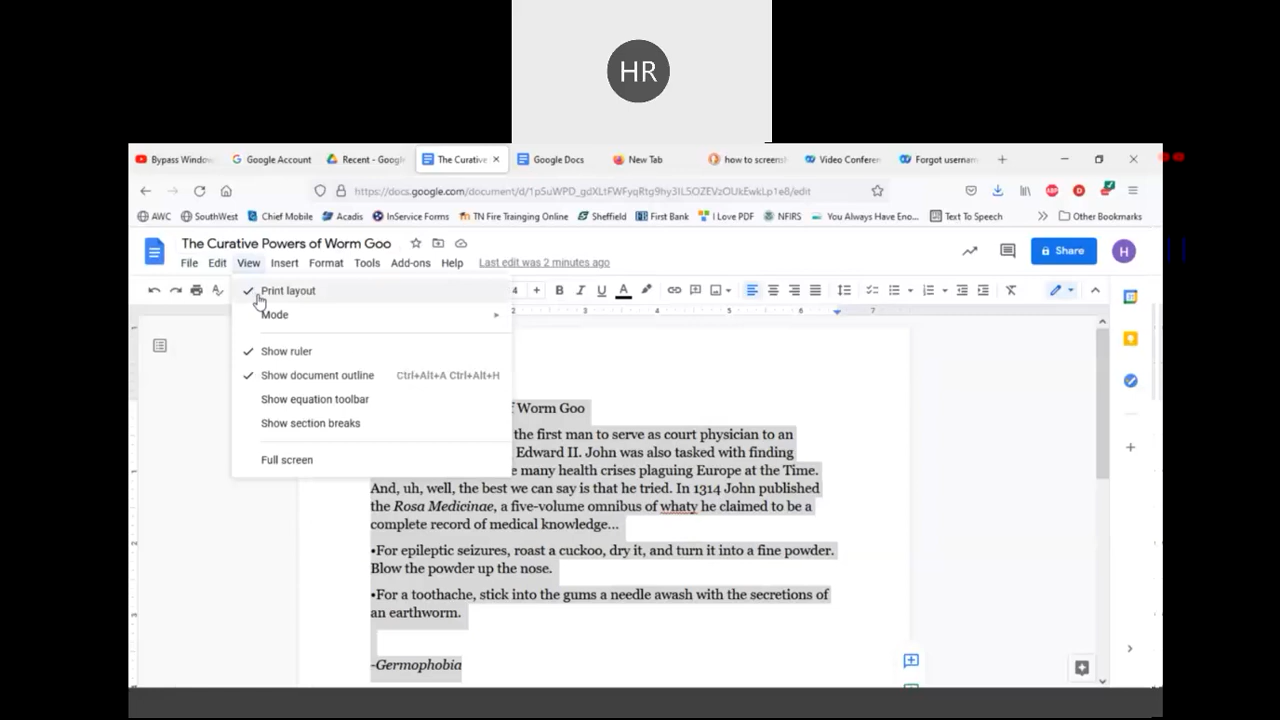 HR
Bypass Window
Google Account
Recent - Googl
The Curative
Google Docs
New Tab
how to screensh
Video Conferen
Forgot usernam
https://docs.google.com/document/d/
AWC
SouthWest
Chief Mobile
Acadis
InService Forms
TN Fire Trainging Online
Sheffield
First Bank
I Love PDF
NFIRS
You Always Have Eno...
Text To Speech
Other Bookmarks
The Curative Powers of Worm Goo
Share
H
File Edit View Insert Format Tools Add-ons Help Last edit was 2 minutes ago
Print layout
4
Mode
2 3 4 5 6 7
Show ruler
Show document outline Ctrl+Alt+A Ctrl+Alt+H
Show equation toolbar
Show section breaks
Full screen
f Worm Goo
the first man to serve as court physician to an
Edward II. John was also tasked with finding
e many health crises plaguing Europe at the Time.
And, uh, well, the best we can say is that he tried. In 1314 John published
the Rosa Medicinae, a five-volume omnibus of whaty he claimed to be a
complete record of medical knowledge...
•For epileptic seizures, roast a cuckoo, dry it, and turn it into a fine powder.
Blow the powder up the nose.
•For a toothache, stick into the gums a needle awash with the secretions of
an earthworm.
-Germophobia